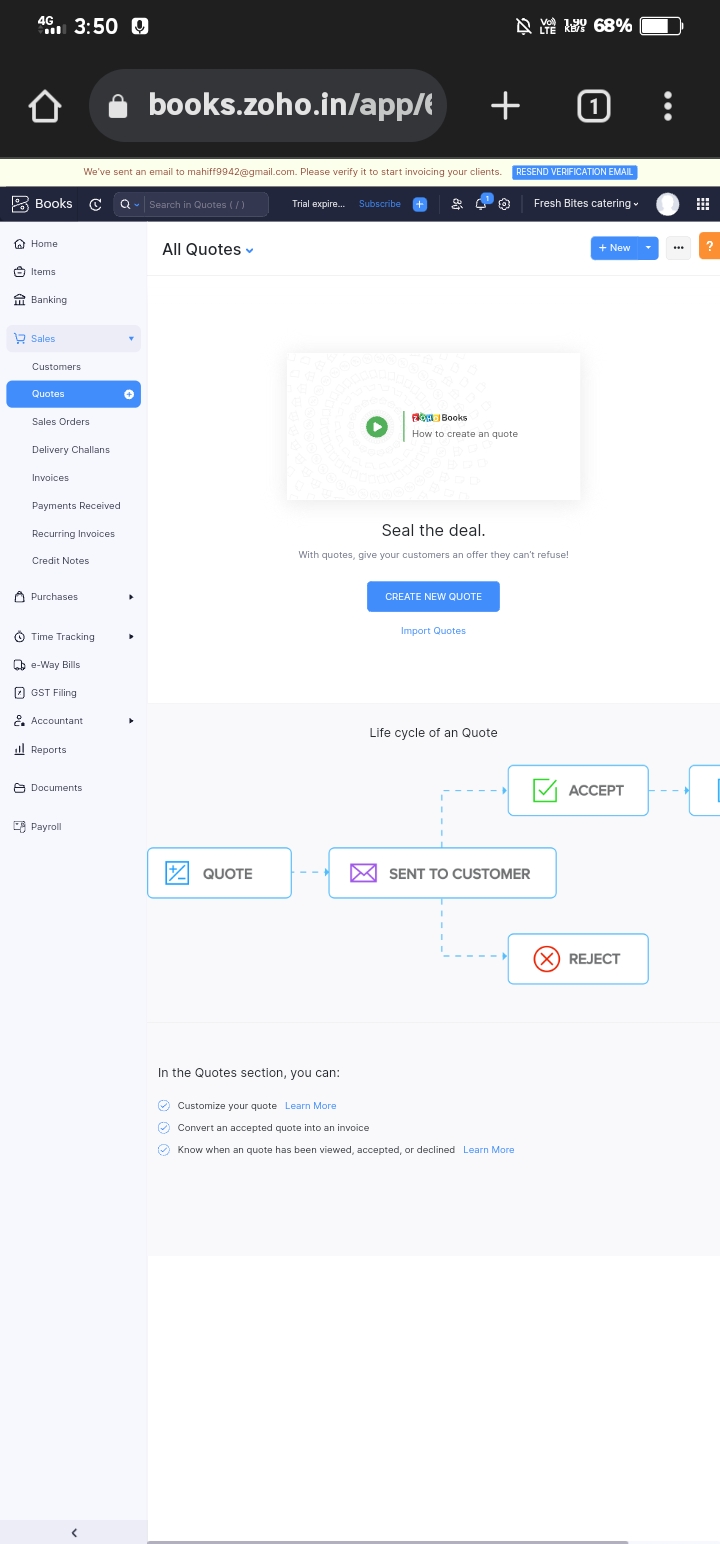 4G 3:50 Vo) LTE 1.90 KB/s 68%
books.zoho.in/app/6 1
We've sent an email to mahiff9942@gmail.com. Please verify it to start invoicing your clients. RESEND VERIFICATION EMAIL
Books Search in Quotes ( / ) Trial expire... Subscribe 1 Fresh Bites catering
All Quotes + New ... ?
Home
Items
Banking
Sales
Customers
Quotes
Sales Orders
Delivery Challans
Invoices
Payments Received
Recurring Invoices
Credit Notes
Purchases
Time Tracking
e-Way Bills
GST Filing
Accountant
Reports
Documents
Payroll
ZOHO Books
How to create an quote
Seal the deal.
With quotes, give your customers an offer they can't refuse!
CREATE NEW QUOTE
Import Quotes
Life cycle of an Quote
ACCEPT
QUOTE SENT TO CUSTOMER
REJECT
In the Quotes section, you can:
Customize your quote Learn More
Convert an accepted quote into an invoice
Know when an quote has been viewed, accepted, or declined Learn More